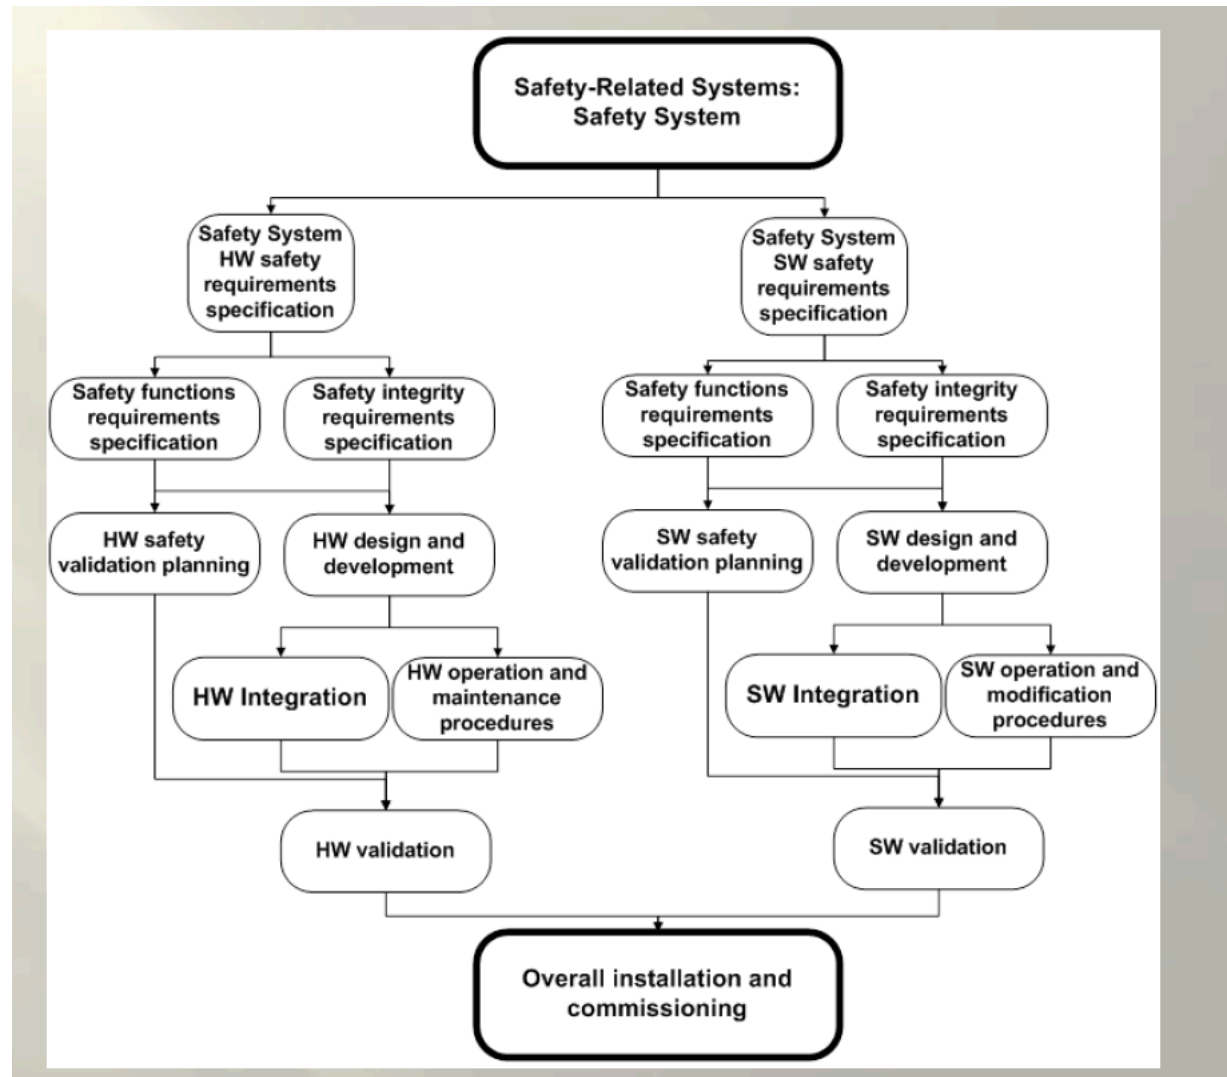 Safety-Related Systems:
Safety System
Safety System
HW safety
requirements
specification
Safety System
SW safety
requirements
specification
Safety functions
requirements
specification
Safety integrity
requirements
specification
Safety functions
requirements
specification
Safety integrity
requirements
specification
HW safety
validation planning
HW design and
development
SW safety
validation planning
SW design and
development
HW Integration
HW operation and
maintenance
procedures
SW Integration
SW operation and
modification
procedures
HW validation
SW validation
Overall installation and
commissioning